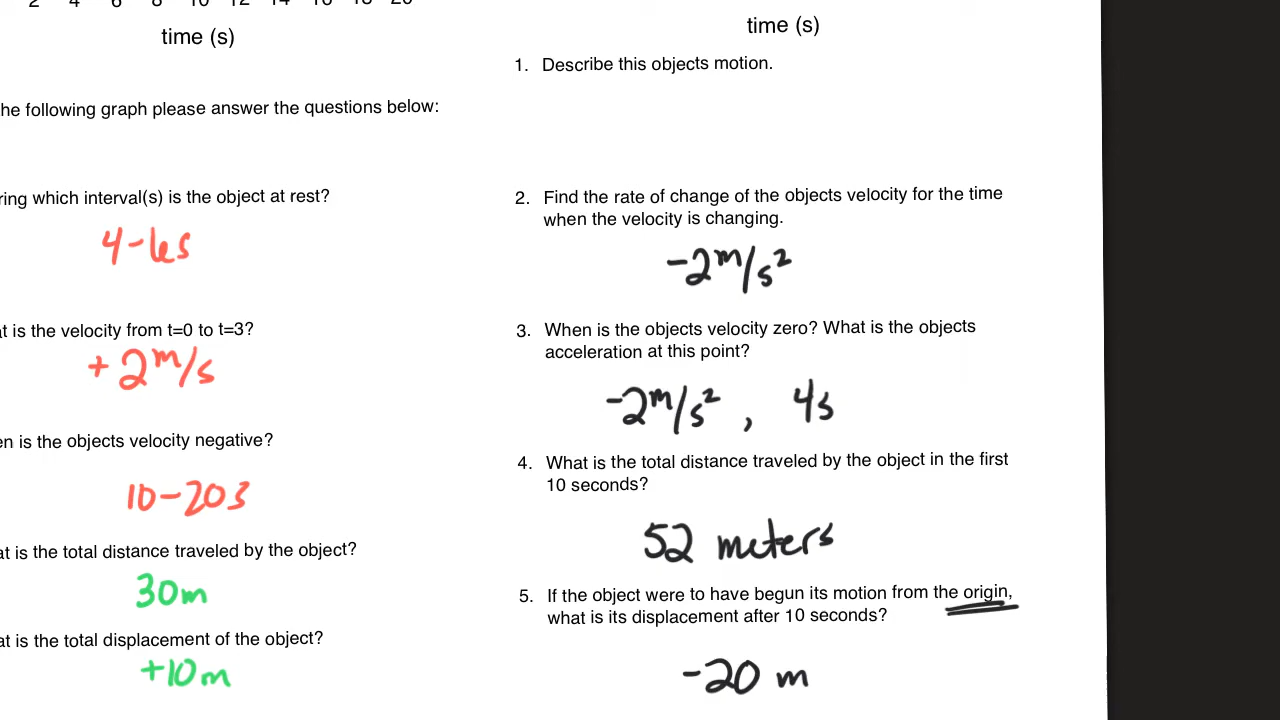 2 4 6 8 10 12 14 16 18 20
time (s)
he following graph please answer the questions below:
ring which interval(s) is the object at rest?
4-6s
t is the velocity from t=0 to t=3?
+2m/s
en is the objects velocity negative?
10-20s
at is the total distance traveled by the object?
30m
at is the total displacement of the object?
+10m
time (s)
1. Describe this objects motion.
2. Find the rate of change of the objects velocity for the time
when the velocity is changing.
-2m/s²
3. When is the objects velocity zero? What is the objects
acceleration at this point?
-2m/s², 4s
4. What is the total distance traveled by the object in the first
10 seconds?
52 meters
5. If the object were to have begun its motion from the origin,
what is its displacement after 10 seconds?
-20 m